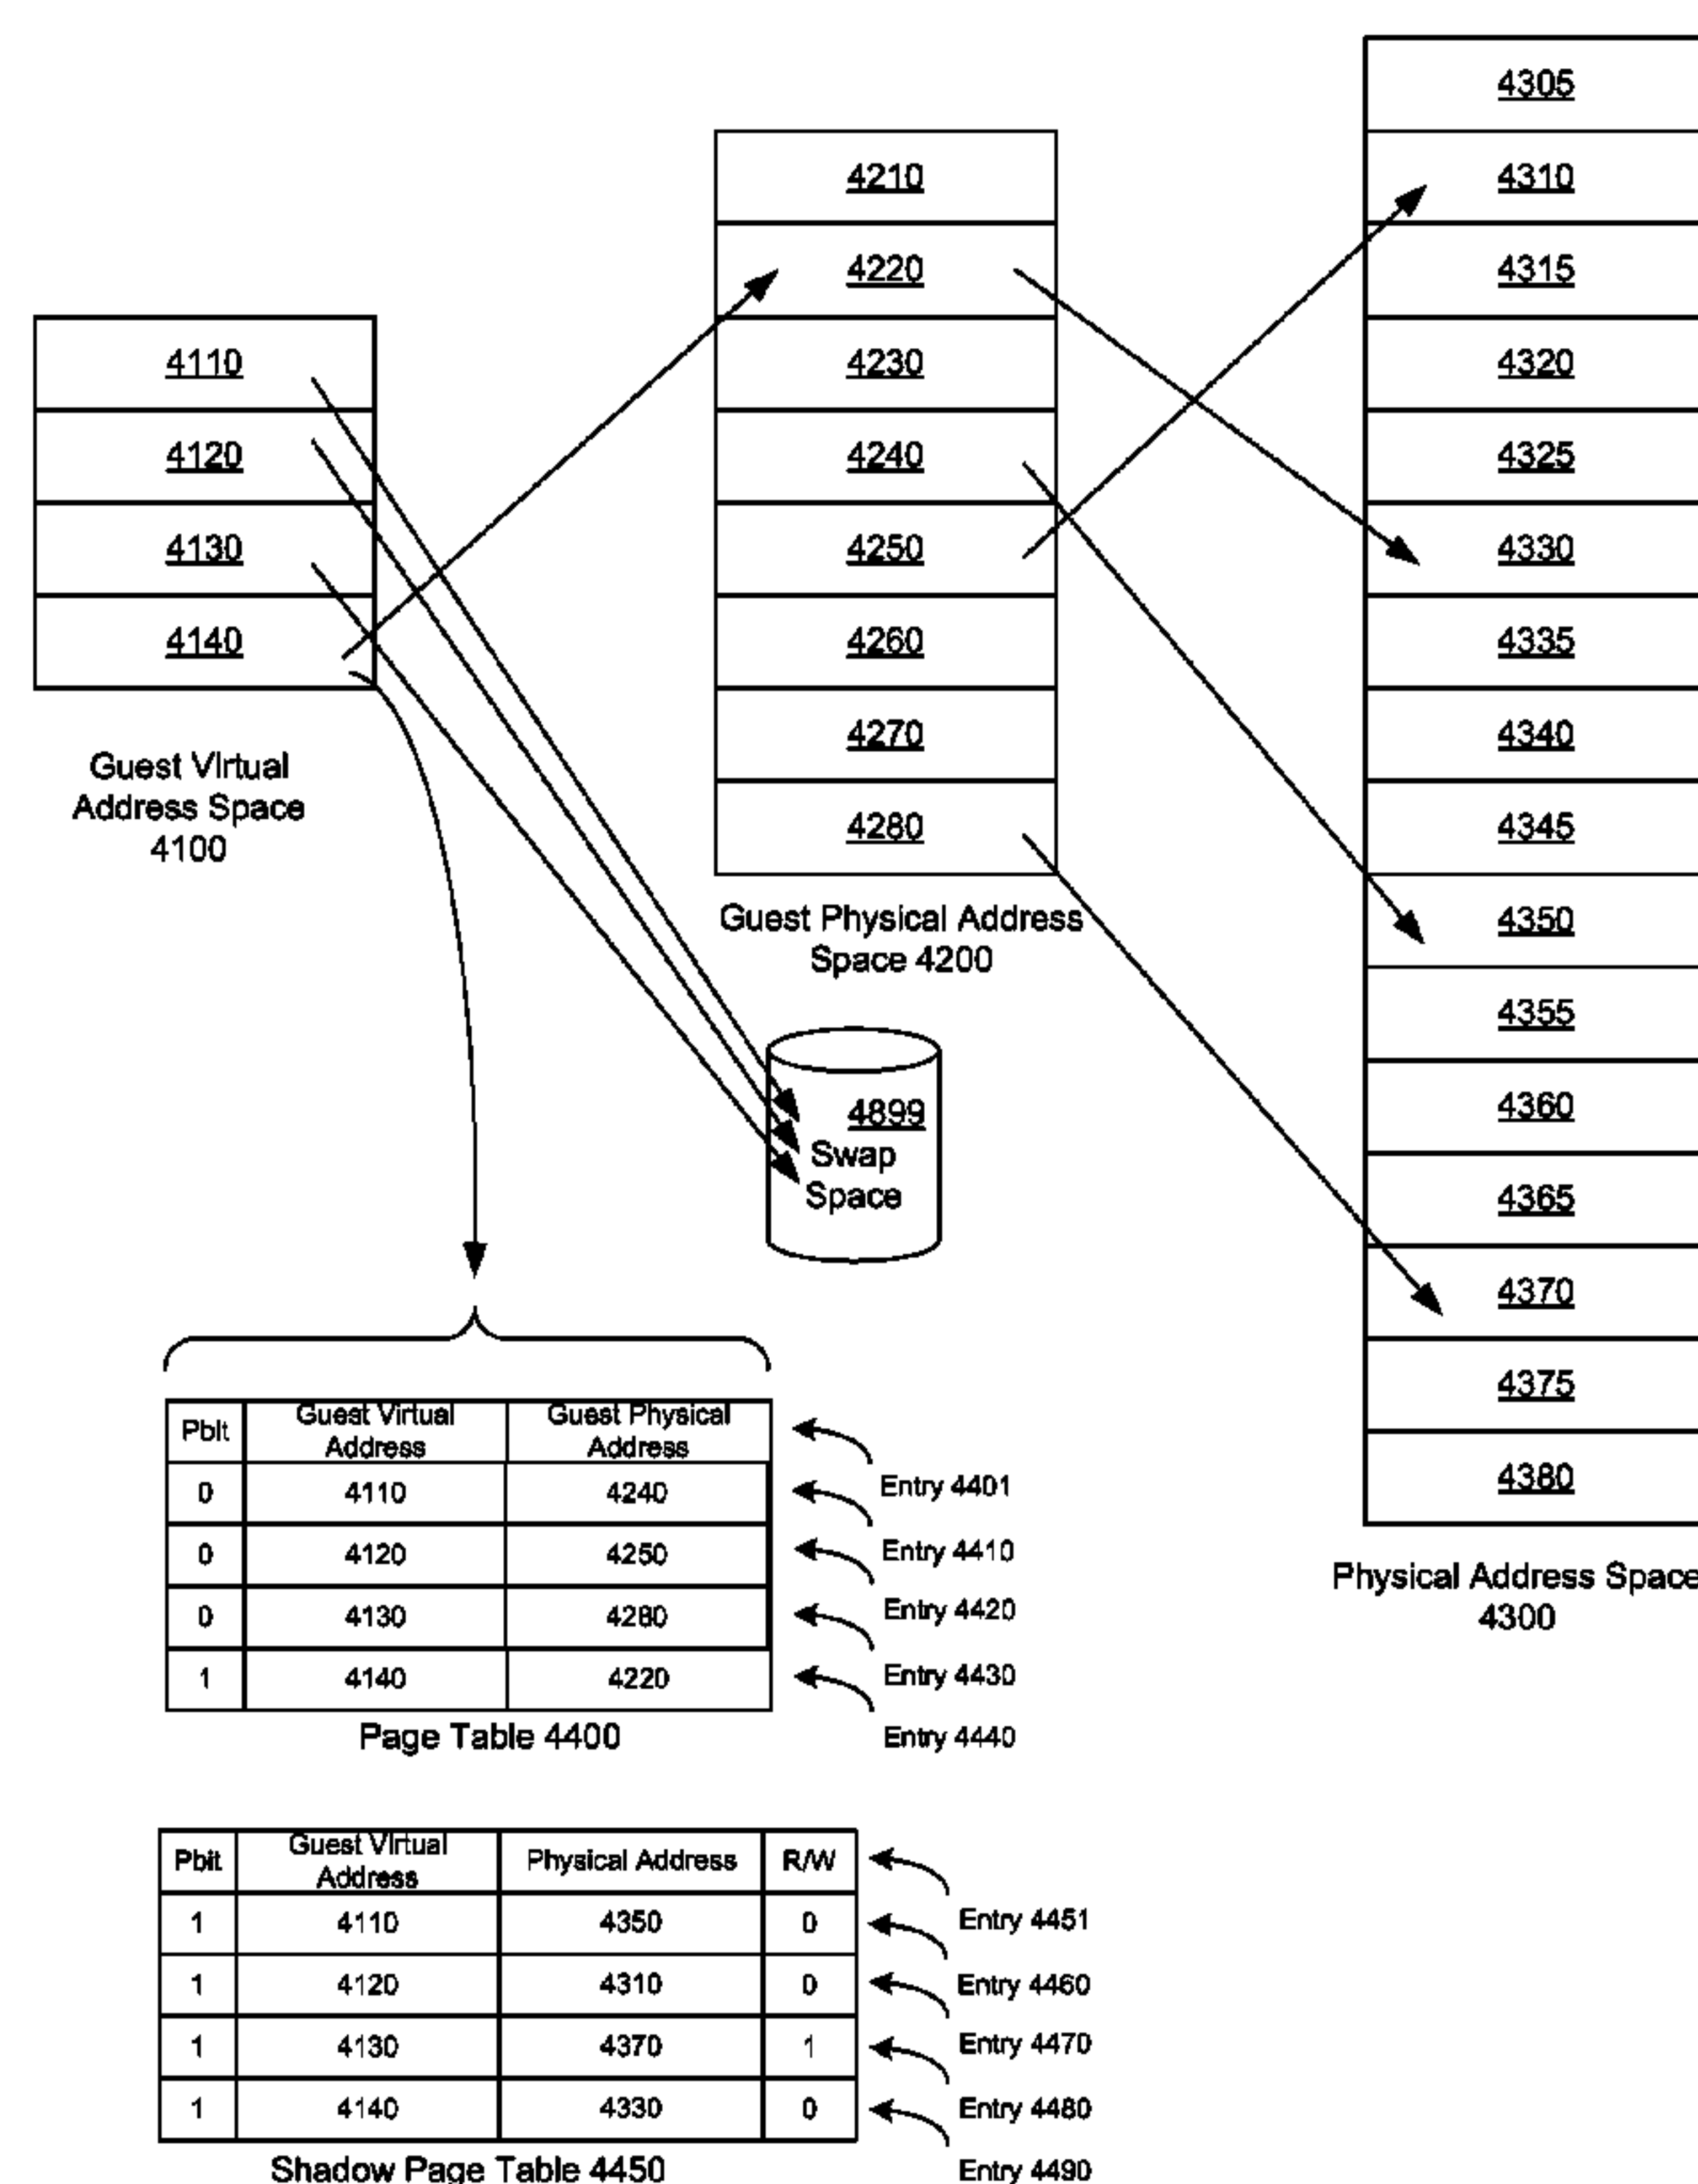 4110
4120
4130
4140
Guest Virtual
Address Space
4100
4210
4220
4230
4240
4250
4260
4270
4280
Guest Physical Address
Space 4200
4899
Swap
Space
4305
4310
4315
4320
4325
4330
4335
4340
4345
4350
4355
4360
4365
4370
4375
4380
Physical Address Space
4300
Pbit Guest Virtual Address Guest Physical Address
Entry 4401
0 4110 4240
Entry 4410
0 4120 4250
Entry 4420
0 4130 4280
Entry 4430
1 4140 4220
Entry 4440
Page Table 4400
Pbit Guest Virtual Address Physical Address R/W
Entry 4451
1 4110 4350 0
Entry 4460
1 4120 4310 0
Entry 4470
1 4130 4370 1
Entry 4480
1 4140 4330 0
Entry 4490
Shadow Page Table 4450